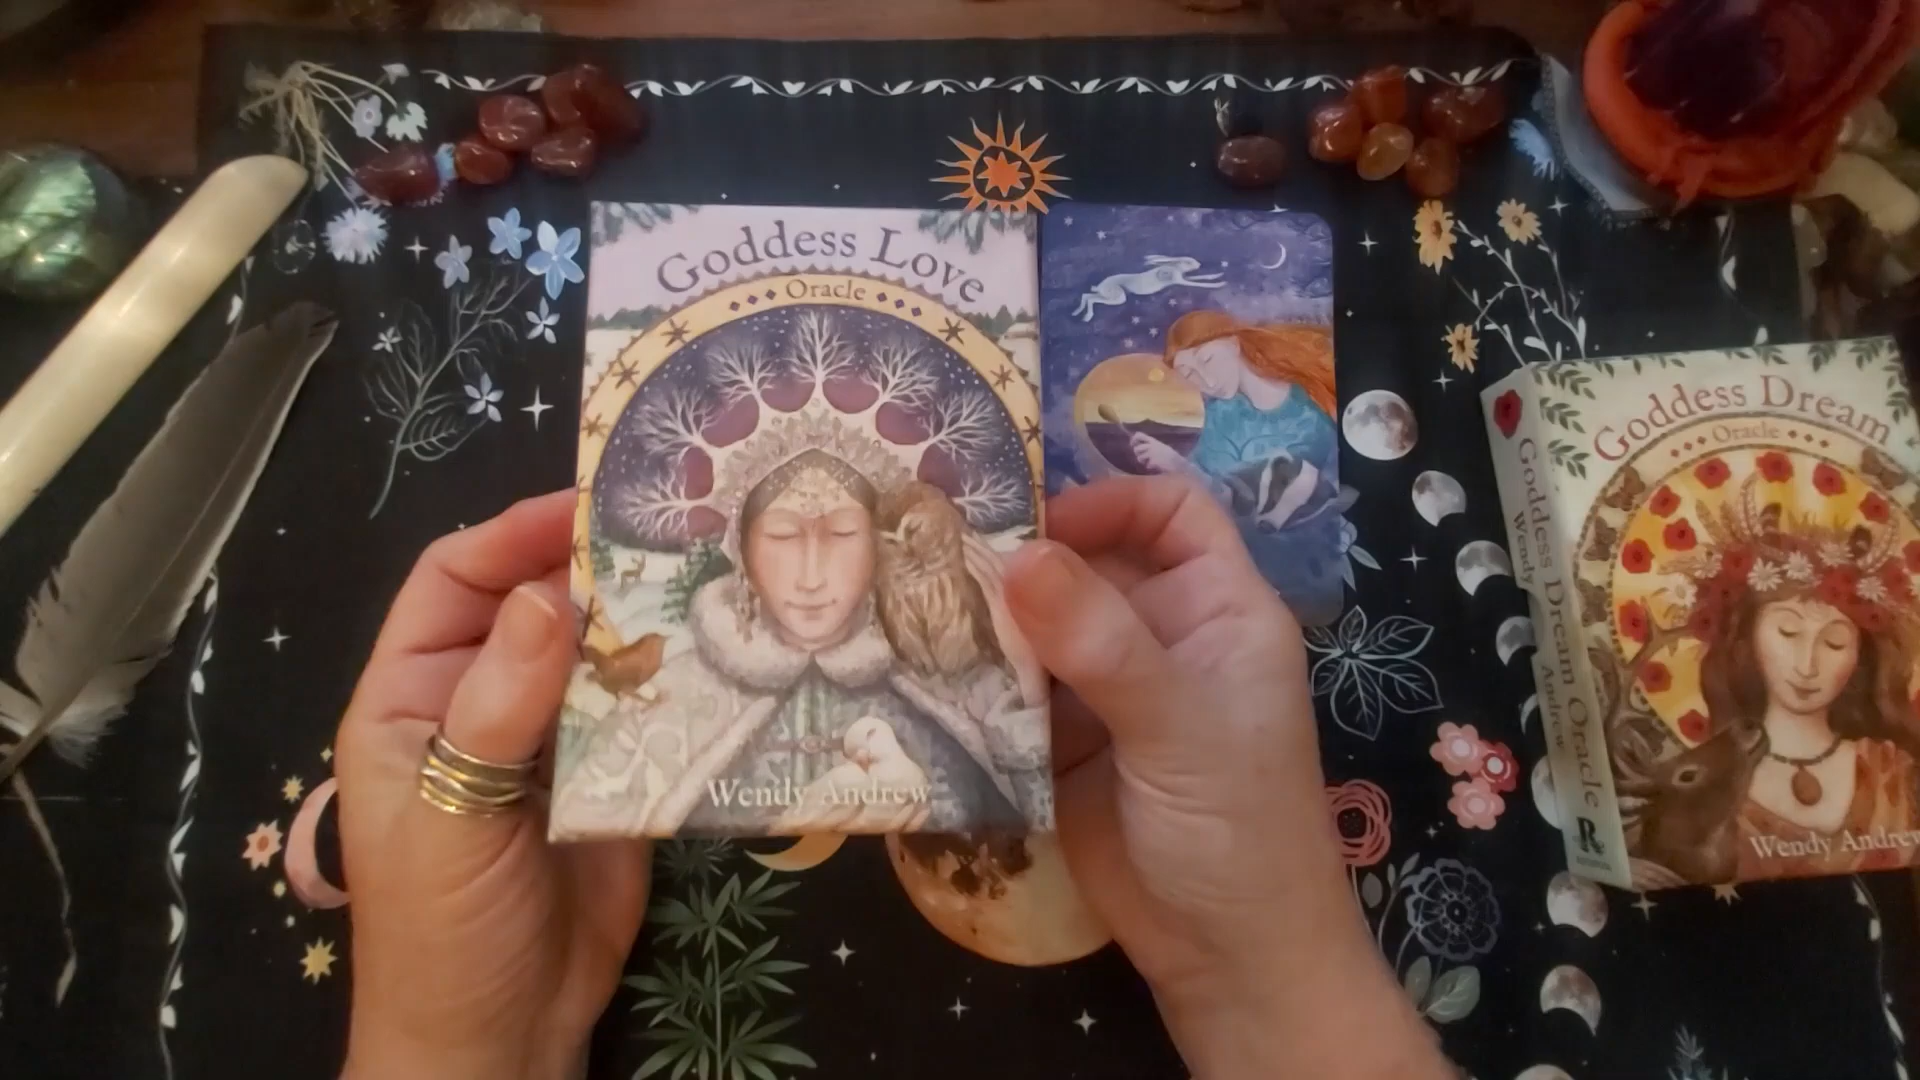 Goddess Love
Oracle
Wendy Andrew
Goddess Dream Oracle
Wendy Andrew
Goddess Dream
Oracle
Wendy Andrew